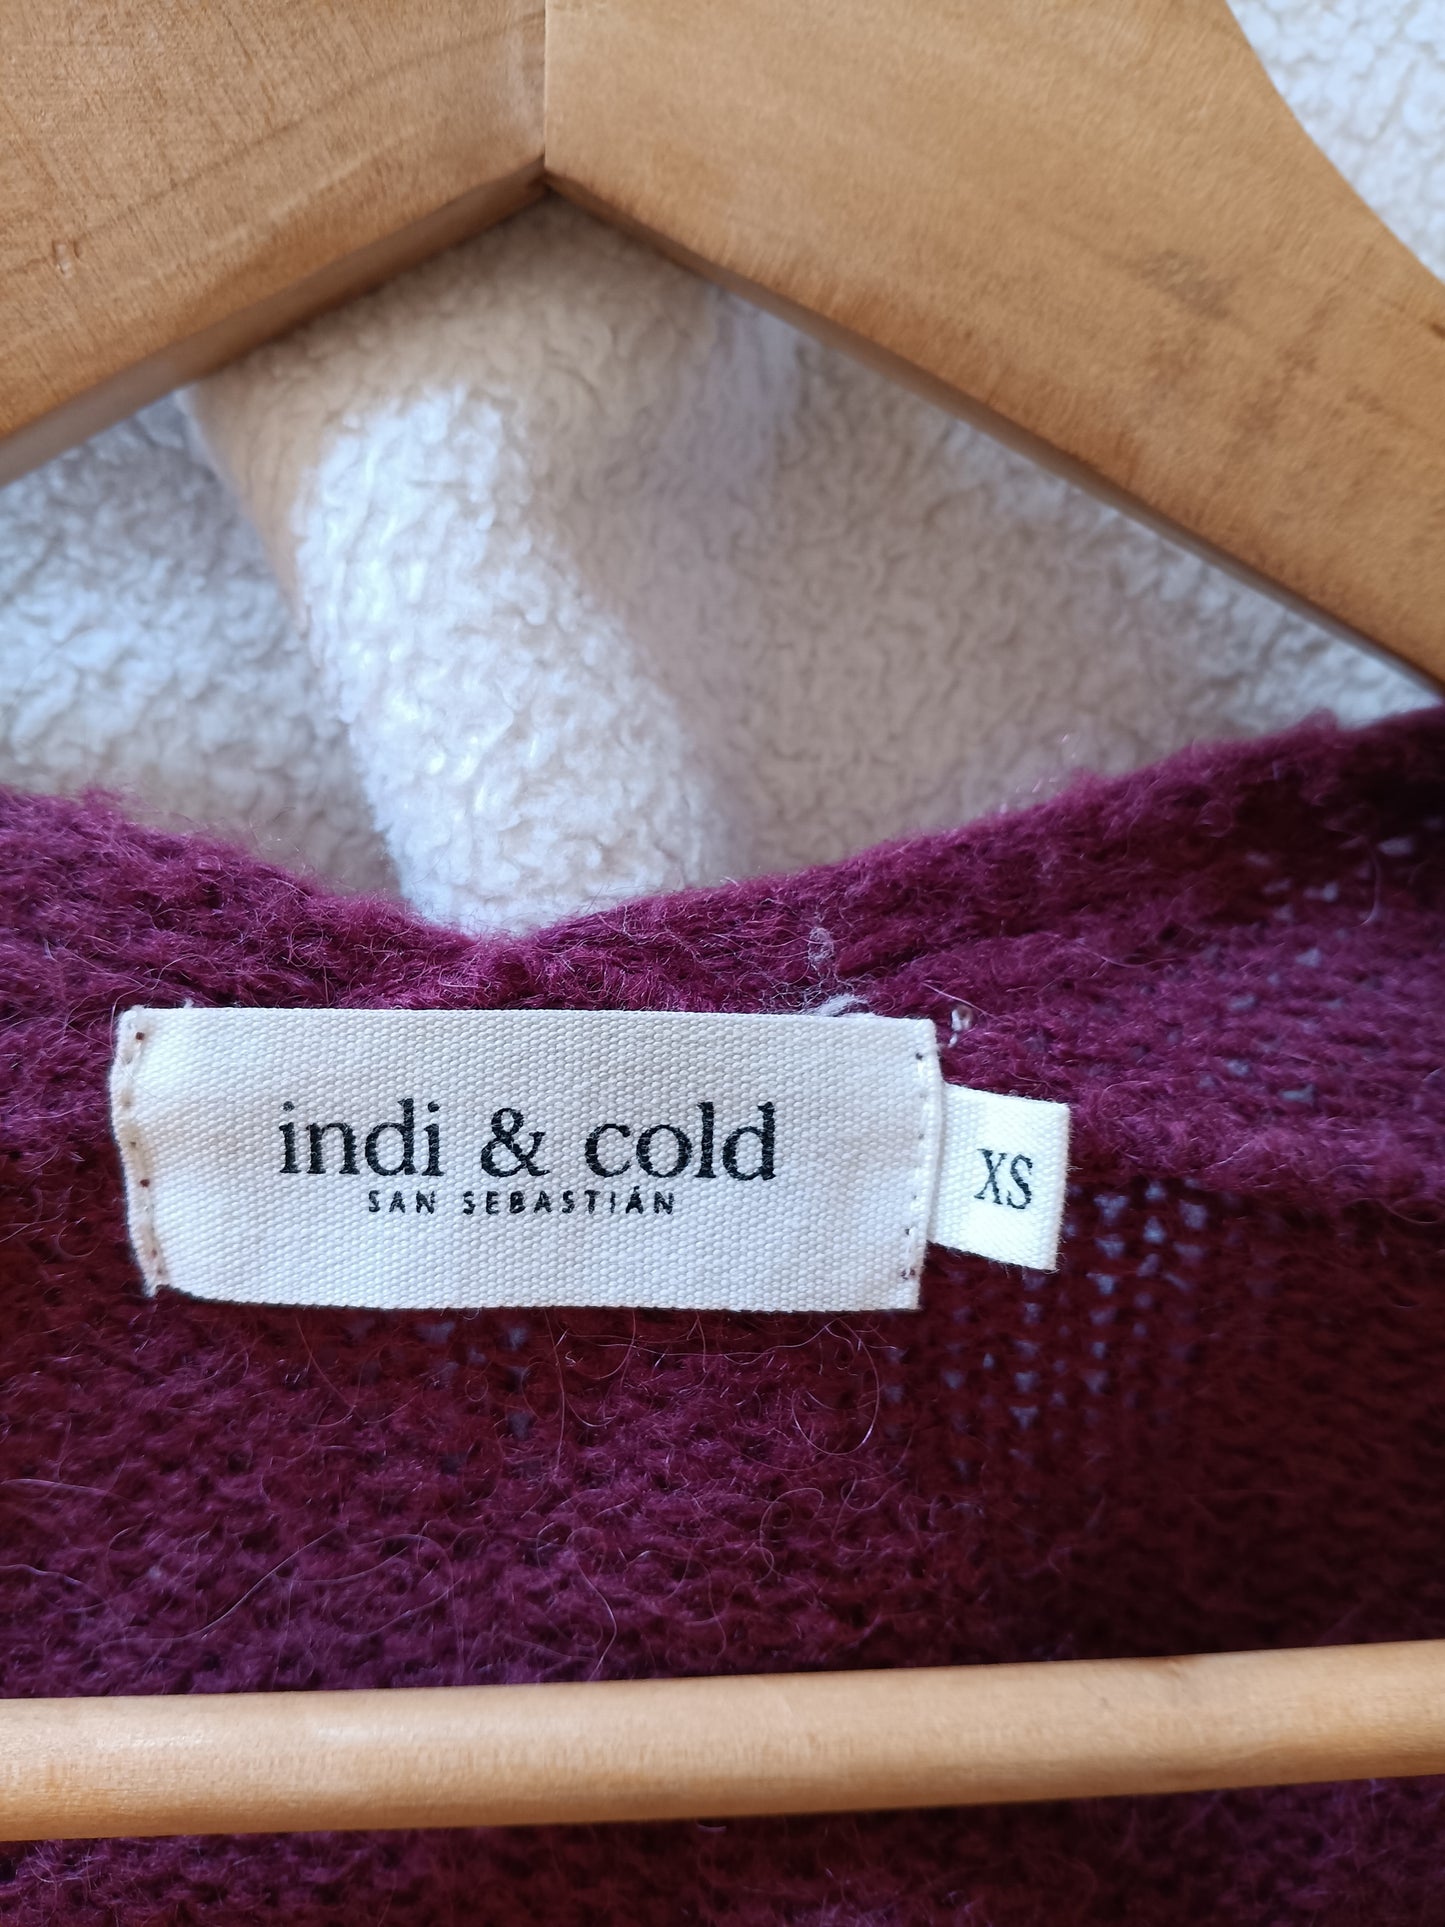 indi & cold
SAN SEBASTIÁN
XS